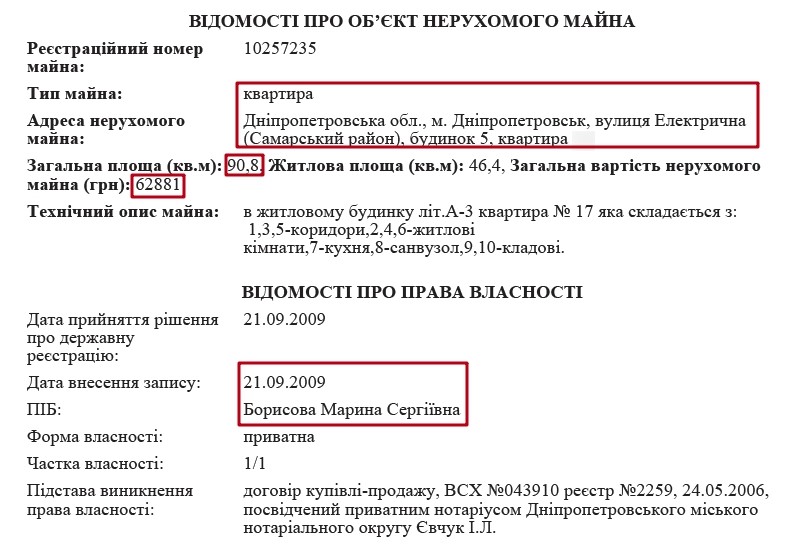 ВІДОМОСТІ ПРО ОБ’ЄКТ НЕРУХОМОГО МАЙНА
Реєстраційний номер майна: 10257235
Тип майна: квартира
Адреса нерухомого майна: Дніпропетровська обл., м. Дніпропетровськ, вулиця Електрична
(Самарський район), будинок 5, квартира
Загальна площа (кв.м): 90,8, Житлова площа (кв.м): 46,4, Загальна вартість нерухомого
майна (грн): 62881
Технічний опис майна: в житловому будинку літ.А-3 квартира № 17 яка складається з:
1,3,5-коридори,2,4,6-житлові
кімнати,7-кухня,8-санвузол,9,10-кладові.
ВІДОМОСТІ ПРО ПРАВА ВЛАСНОСТІ
Дата прийняття рішення про державну реєстрацію: 21.09.2009
Дата внесення запису: 21.09.2009
ПІБ: Борисова Марина Сергіївна
Форма власності: приватна
Частка власності: 1/1
Підстава виникнення права власності: договір купівлі-продажу, ВСХ №043910 реєстр №2259, 24.05.2006,
посвідчений приватним нотаріусом Дніпропетровського міського
нотаріального округу Євчук І.Л.